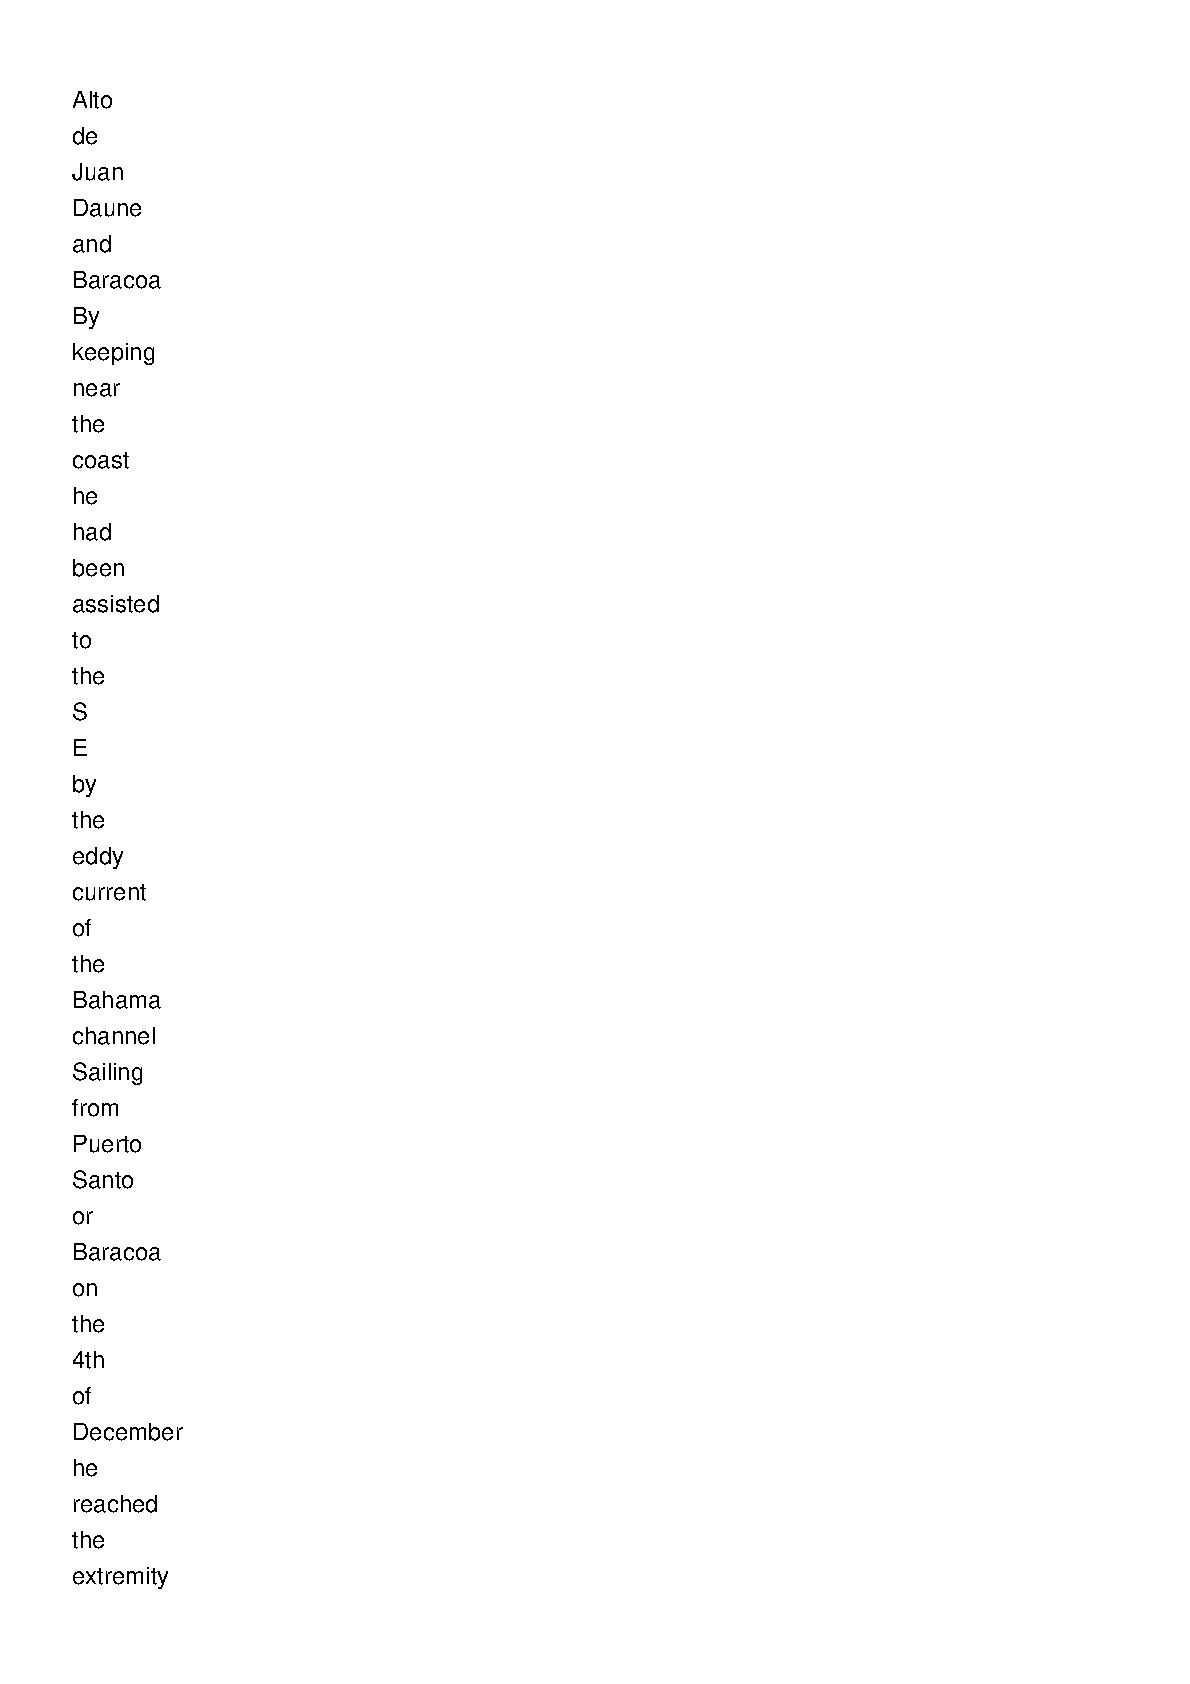 Alto
de
Juan
Daune
and
Baracoa
By
keeping
near
the
coast
he
had
been
assisted
to
the
S
E
by
the
eddy
current
of
the
Bahama
channel
Sailing
from
Puerto
Santo
or
Baracoa
on
the
4th
of
December
he
reached
the
extremity